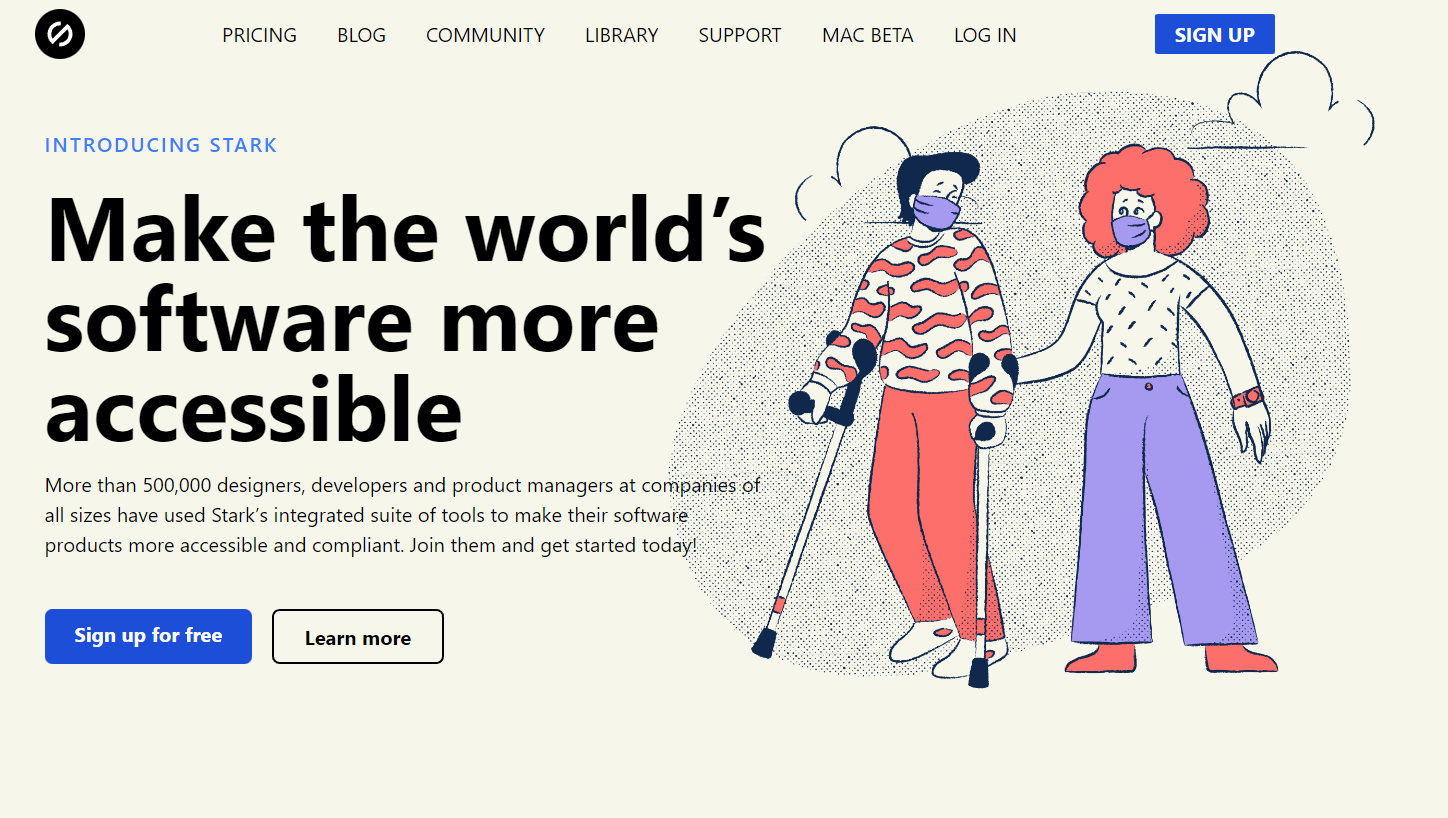 PRICING BLOG COMMUNITY LIBRARY SUPPORT MAC BETA LOG IN SIGN UP
INTRODUCING STARK
Make the world’s
software more
accessible
More than 500,000 designers, developers and product managers at companies of
all sizes have used Stark’s integrated suite of tools to make their software
products more accessible and compliant. Join them and get started today!
Sign up for free Learn more